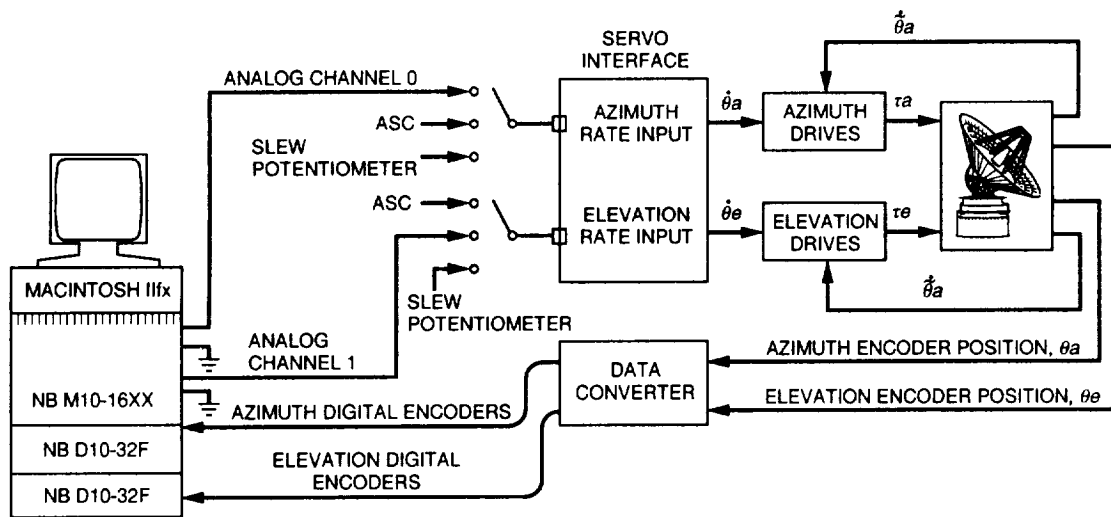 θ̇̃a
SERVO
INTERFACE
ANALOG CHANNEL 0
ASC
SLEW
POTENTIOMETER
AZIMUTH
RATE INPUT
θ̇a
AZIMUTH
DRIVES
τa
ASC
ELEVATION
RATE INPUT
θ̇e
ELEVATION
DRIVES
τe
MACINTOSH IIfx
SLEW
POTENTIOMETER
θ̇̃a
ANALOG
CHANNEL 1
NB M10-16XX
DATA
CONVERTER
AZIMUTH ENCODER POSITION, θa
AZIMUTH DIGITAL ENCODERS
ELEVATION ENCODER POSITION, θe
NB D10-32F
ELEVATION DIGITAL
ENCODERS
NB D10-32F